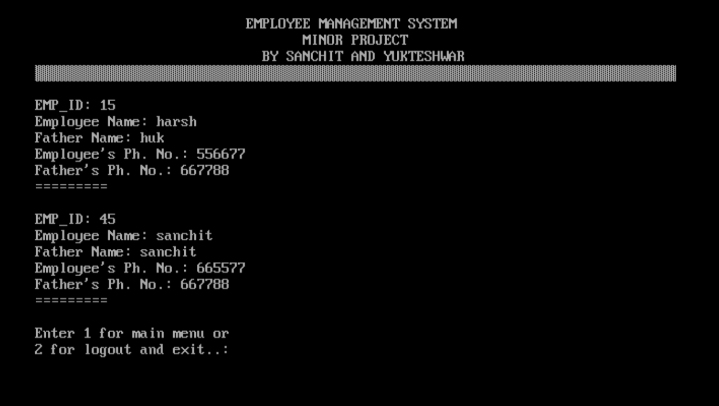 EMPLOYEE MANAGEMENT SYSTEM
MINOR PROJECT
BY SANCHIT AND YUKTESHWAR
EMP_ID: 15
Employee Name: harsh
Father Name: huk
Employee's Ph. No.: 556677
Father's Ph. No.: 667788
=========
EMP_ID: 45
Employee Name: sanchit
Father Name: sanchit
Employee's Ph. No.: 665577
Father's Ph. No.: 667788
=========
Enter 1 for main menu or
2 for logout and exit..: